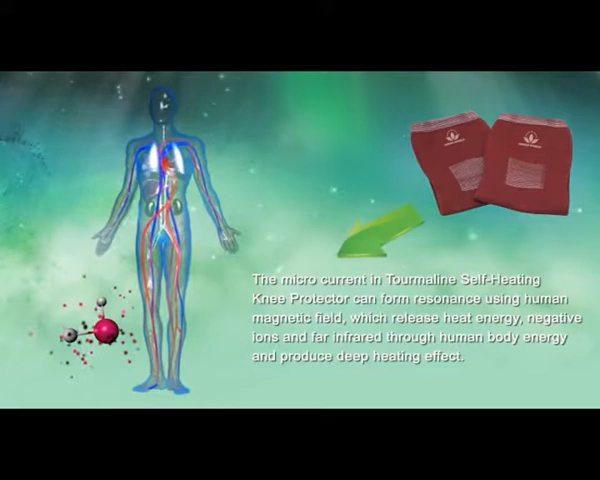 The micro current in Tourmaline Self-Heating
Knee Protector can form resonance using human
magnetic field, which release heat energy, negative
ions and far infrared through human body energy
and produce deep heating effect.